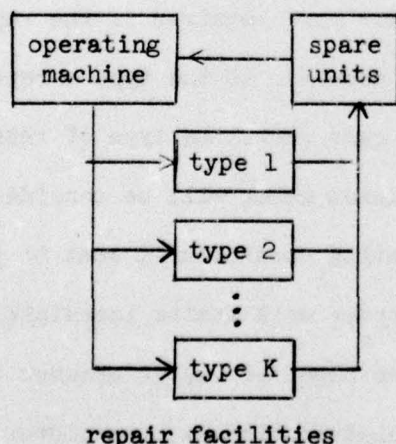 operating machine
spare units
type 1
type 2
⋮
type K
repair facilities